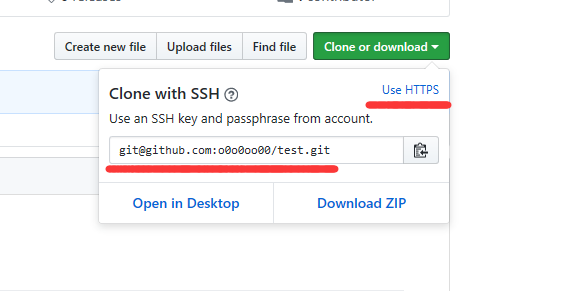 Create new file
Upload files
Find file
Clone or download
Clone with SSH
Use HTTPS
Use an SSH key and passphrase from account.
git@github.com:o0o0oo00/test.git
Open in Desktop
Download ZIP